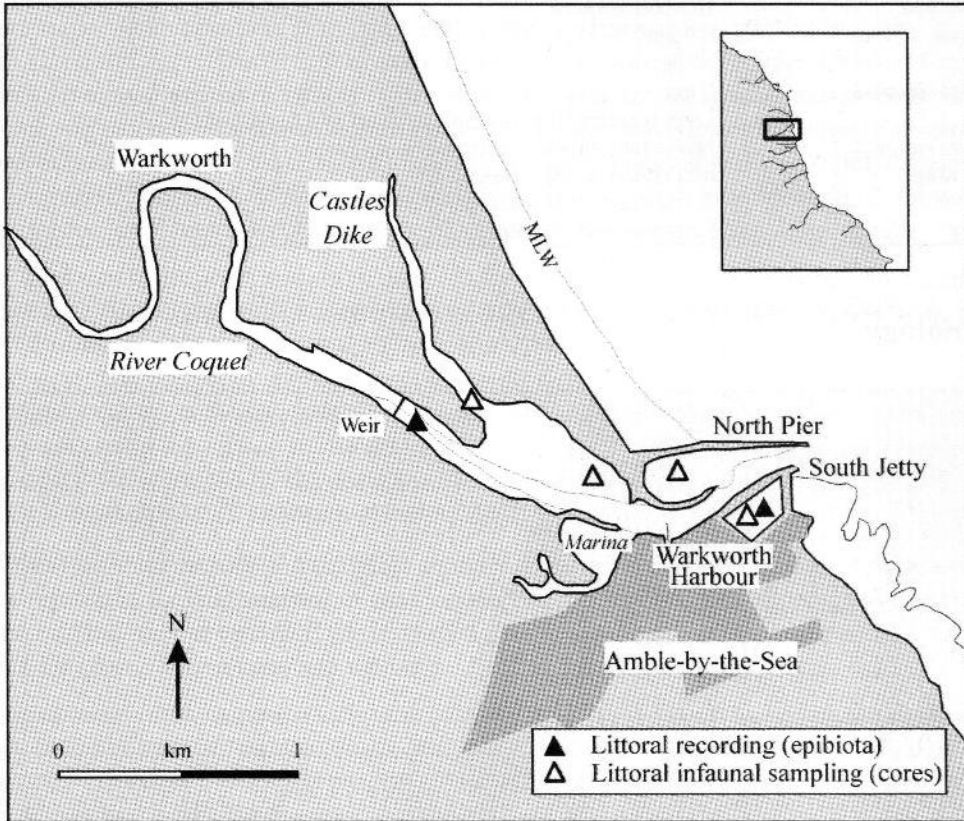 Warkworth
Castles
Dike
MLW
River Coquet
North Pier
Weir
South Jetty
Marina
Warkworth
Harbour
N
Amble-by-the-Sea
0 km 1
Littoral recording (epibiota)
Littoral infaunal sampling (cores)